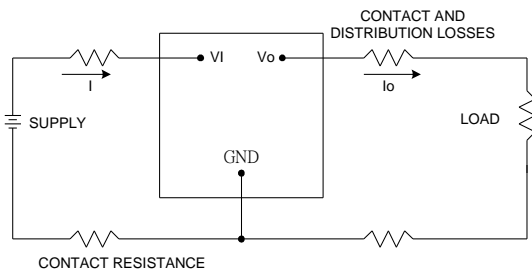 CONTACT AND
DISTRIBUTION LOSSES
VI
Vo
I
Io
SUPPLY
LOAD
GND
CONTACT RESISTANCE